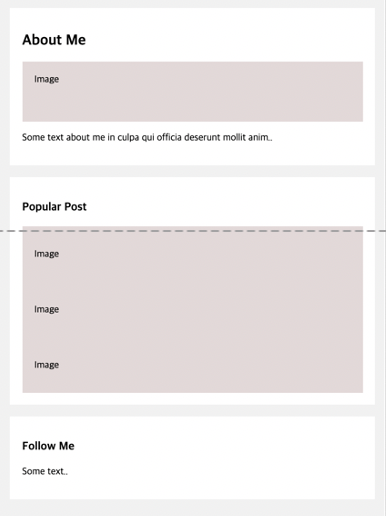 About Me
Image
Some text about me in culpa qui officia deserunt mollit anim..
Popular Post
Image
Image
Image
Follow Me
Some text..